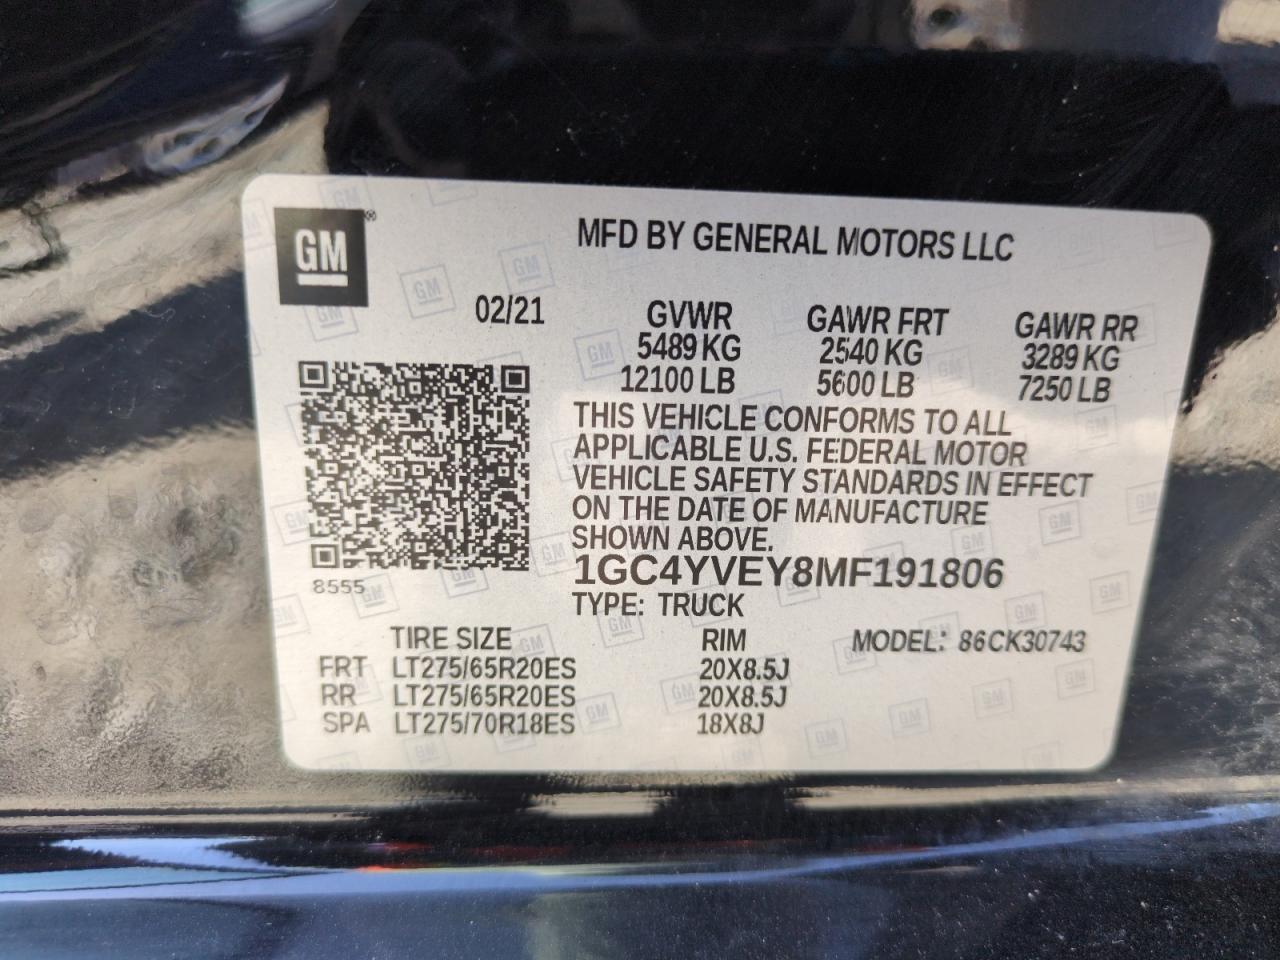 GM®
MFD BY GENERAL MOTORS LLC
02/21 GVWR GAWR FRT GAWR RR
5489 KG 2540 KG 3289 KG
12100 LB 5600 LB 7250 LB
THIS VEHICLE CONFORMS TO ALL
APPLICABLE U.S. FEDERAL MOTOR
VEHICLE SAFETY STANDARDS IN EFFECT
ON THE DATE OF MANUFACTURE
SHOWN ABOVE.
8555
1GC4YVEY8MF191806
TYPE: TRUCK
TIRE SIZE RIM MODEL: 86CK30743
FRT LT275/65R20ES 20X8.5J
RR LT275/65R20ES 20X8.5J
SPA LT275/70R18ES 18X8J